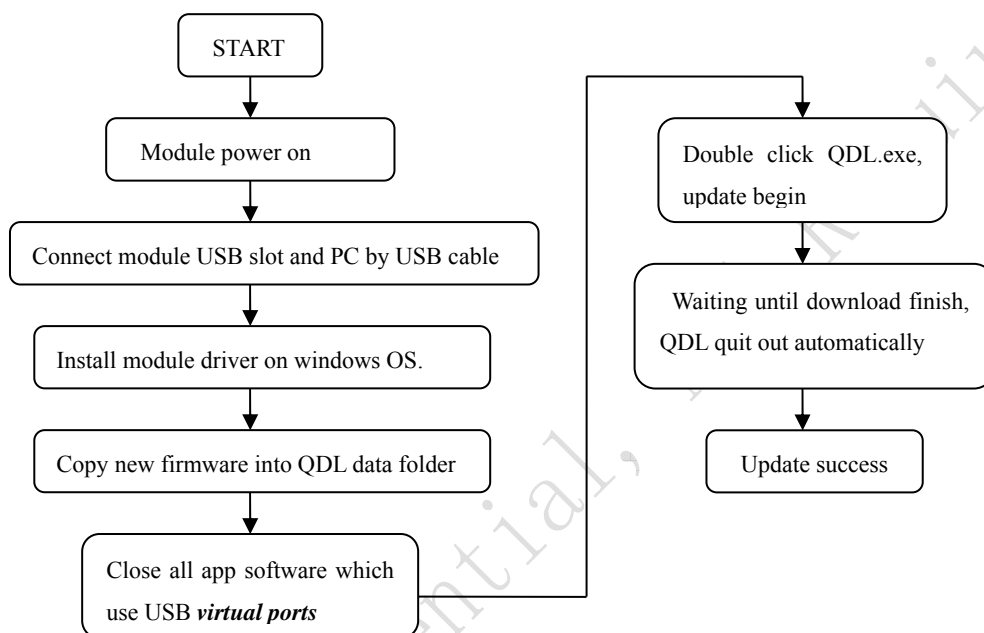 START
Module power on
Connect module USB slot and PC by USB cable
Install module driver on windows OS.
Copy new firmware into QDL data folder
Close all app software which
use USB virtual ports
Double click QDL.exe,
update begin
Waiting until download finish,
QDL quit out automatically
Update success